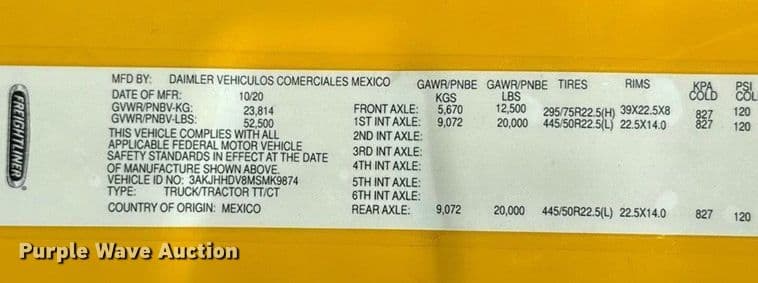 FREIGHTLINER
MFD BY: DAIMLER VEHICULOS COMERCIALES MEXICO GAWR/PNBE GAWR/PNBE TIRES RIMS KPA PSI
DATE OF MFR: 10/20 KGS LBS COLD COL
GVWR/PNBV-KG: 23,814 FRONT AXLE: 5,670 12,500 295/75R22.5(H) 39X22.5X8 827 120
GVWR/PNBV-LBS: 52,500 1ST INT AXLE: 9,072 20,000 445/50R22.5(L) 22.5X14.0 827 120
THIS VEHICLE COMPLIES WITH ALL 2ND INT AXLE:
APPLICABLE FEDERAL MOTOR VEHICLE 3RD INT AXLE:
SAFETY STANDARDS IN EFFECT AT THE DATE 4TH INT AXLE:
OF MANUFACTURE SHOWN ABOVE.
VEHICLE ID NO: 3AKJHHDV8MSMK9874 5TH INT AXLE:
TYPE: TRUCK/TRACTOR TT/CT 6TH INT AXLE:
COUNTRY OF ORIGIN: MEXICO REAR AXLE: 9,072 20,000 445/50R22.5(L) 22.5X14.0 827 120
Purple Wave Auction